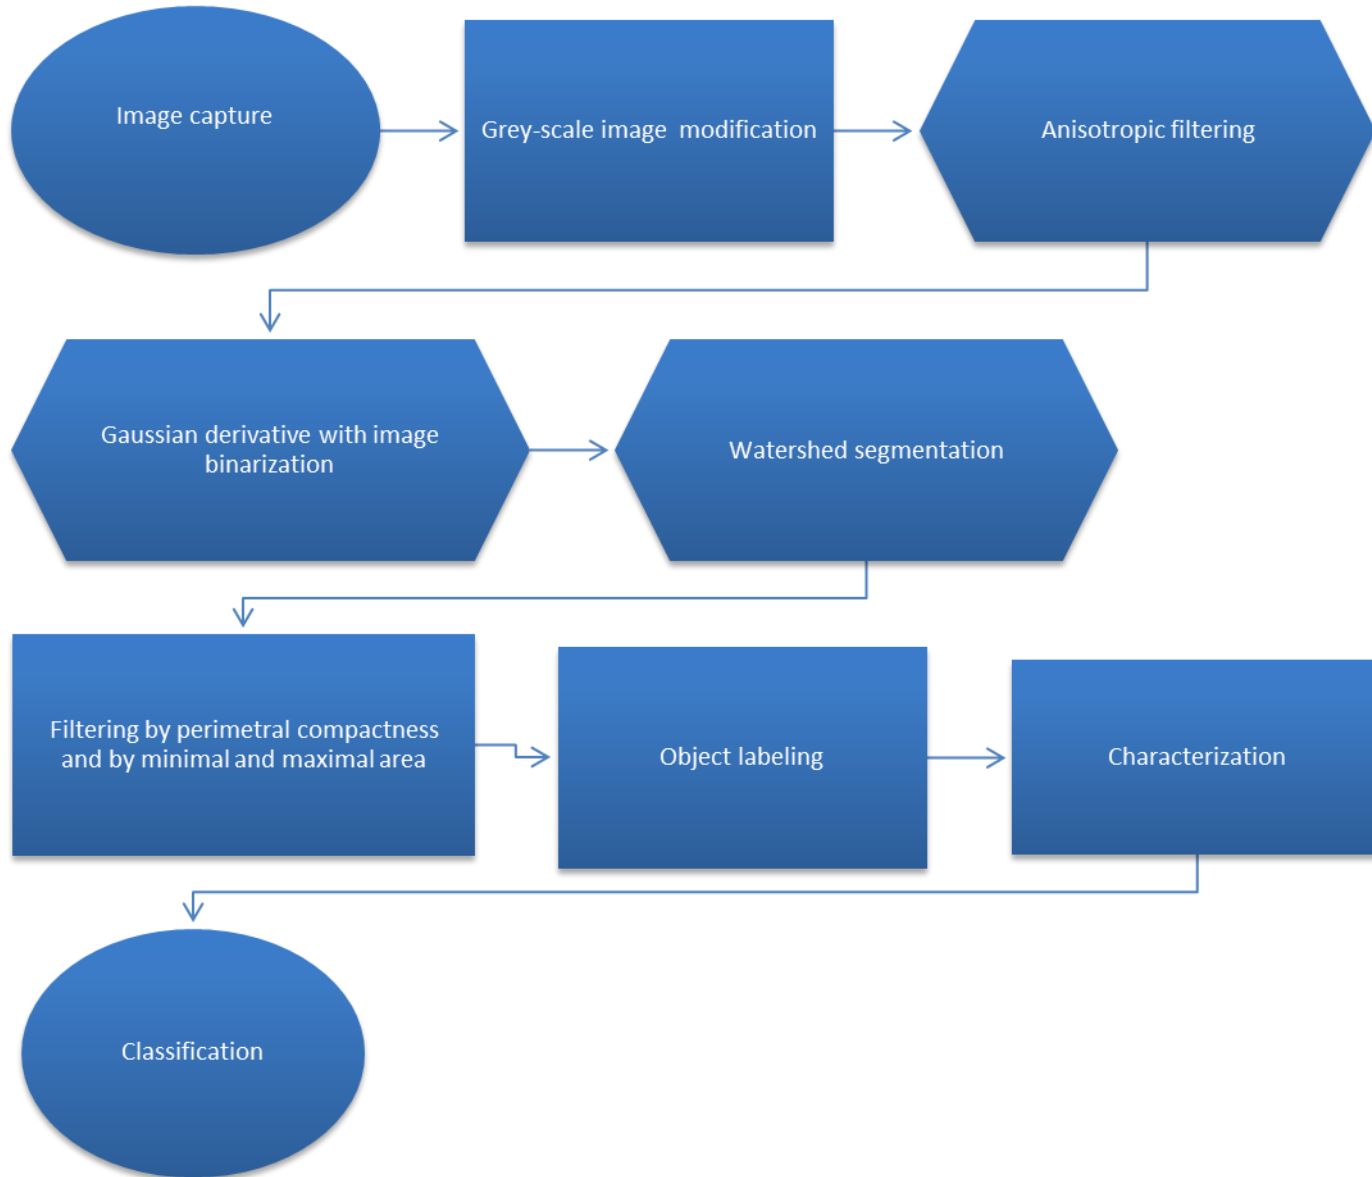 Image capture
Grey-scale image modification
Anisotropic filtering
Gaussian derivative with image
binarization
Watershed segmentation
Filtering by perimetral compactness
and by minimal and maximal area
Object labeling
Characterization
Classification